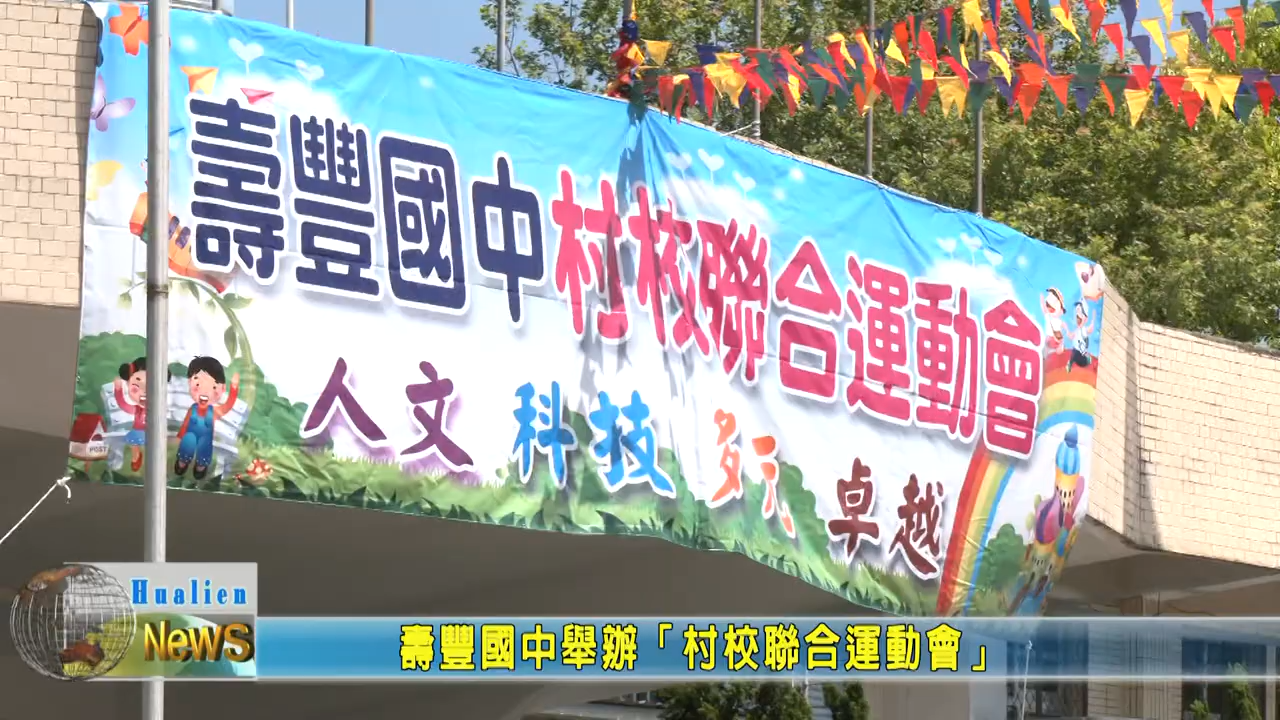 壽豐國中村校聯合運動會
人文 科技 多元 卓越
POST
Hualien
News
壽豐國中舉辦「村校聯合運動會」